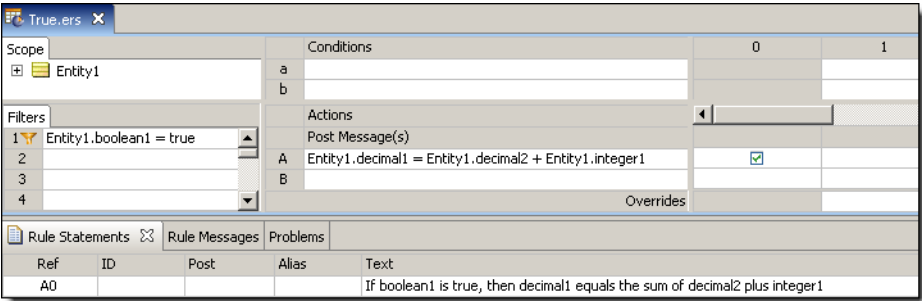 True.ers
Scope
Entity1
Conditions 0 1
a
b
Filters
1 Entity1.boolean1 = true
2
3
4
Actions
Post Message(s)
A Entity1.decimal1 = Entity1.decimal2 + Entity1.integer1
B
Overrides
Rule Statements Rule Messages Problems
Ref ID Post Alias Text
A0 If boolean1 is true, then decimal1 equals the sum of decimal2 plus integer1